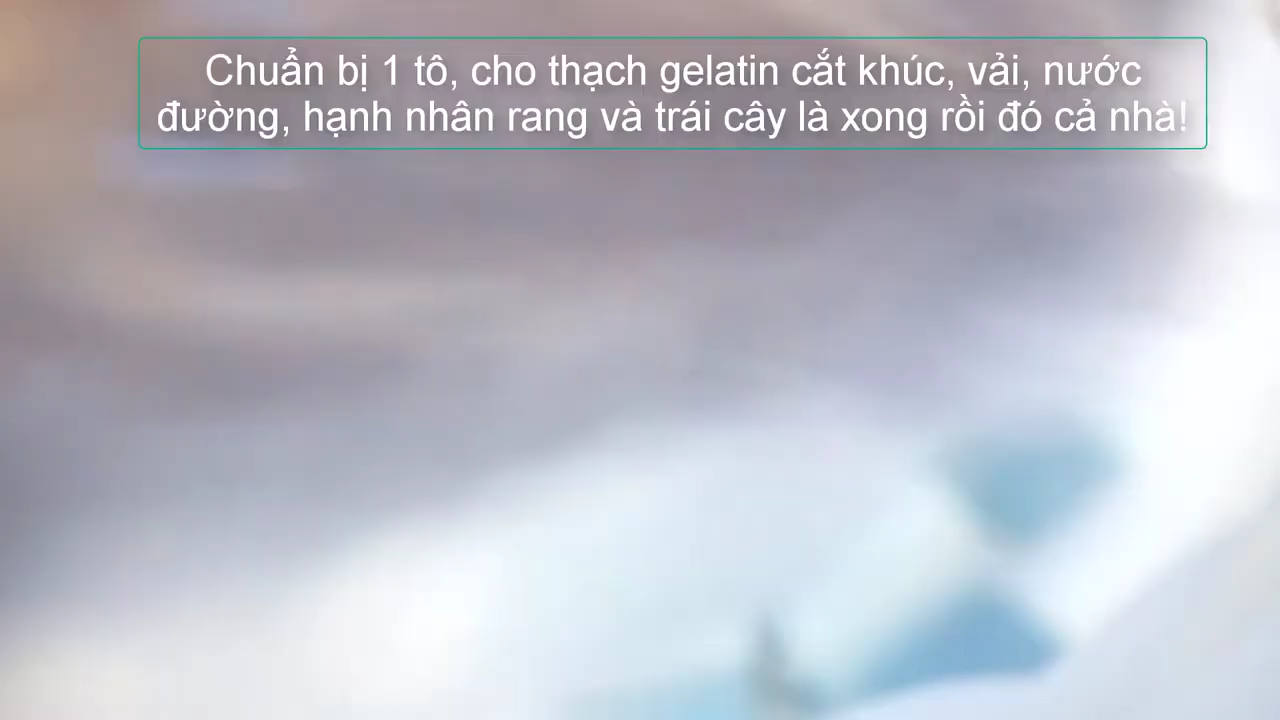 Chuẩn bị 1 tô, cho thạch gelatin cắt khúc, vải, nước
đường, hạnh nhân rang và trái cây là xong rồi đó cả nhà!